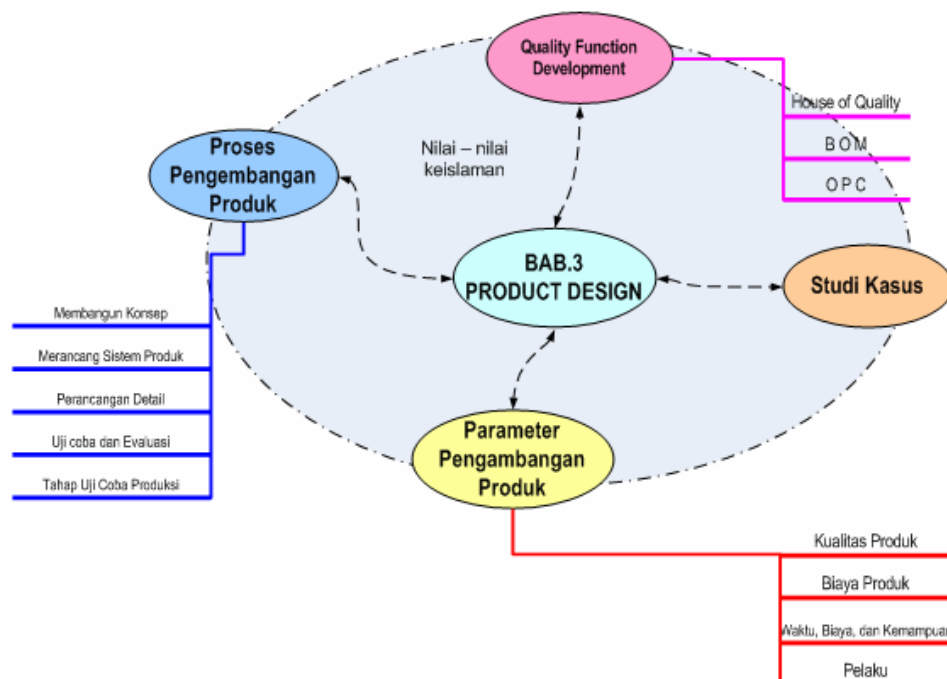 Quality Function
Development
House of Quality
B O M
O P C
Nilai – nilai
keislaman
Proses
Pengembangan
Produk
BAB.3
PRODUCT DESIGN
Studi Kasus
Membangun Konsep
Merancang Sistem Produk
Perancangan Detail
Uji coba dan Evaluasi
Tahap Uji Coba Produksi
Parameter
Pengambangan
Produk
Kualitas Produk
Biaya Produk
Waktu, Biaya, dan Kemampuan
Pelaku